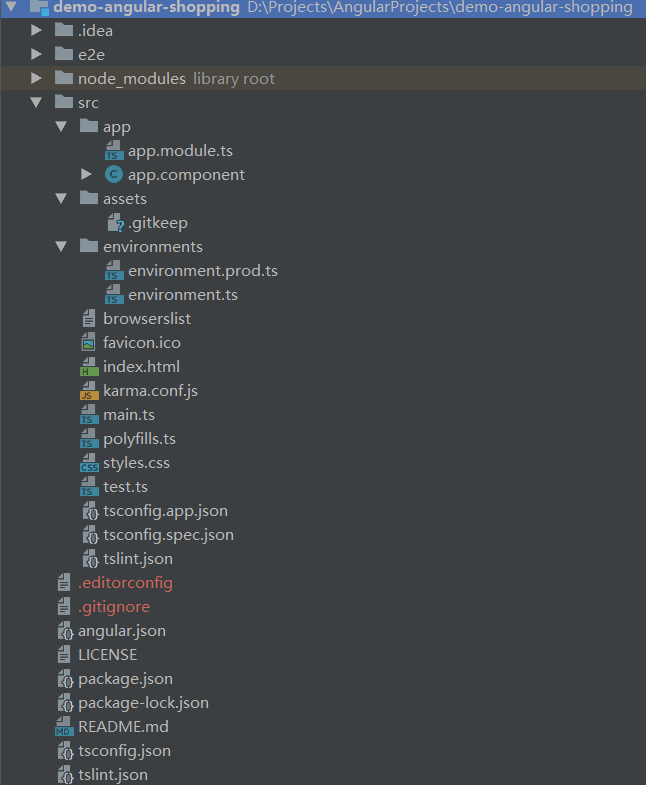 demo-angular-shopping D:\Projects\AngularProjects\demo-angular-shopping
.idea
e2e
node_modules library root
src
app
TS app.module.ts
C app.component
assets
? .gitkeep
environments
TS environment.prod.ts
TS environment.ts
browserslist
favicon.ico
H index.html
JS karma.conf.js
TS main.ts
TS polyfills.ts
CSS styles.css
TS test.ts
{} tsconfig.app.json
{} tsconfig.spec.json
{} tslint.json
.editorconfig
.gitignore
{} angular.json
LICENSE
{} package.json
{} package-lock.json
MD README.md
{} tsconfig.json
{} tslint.json